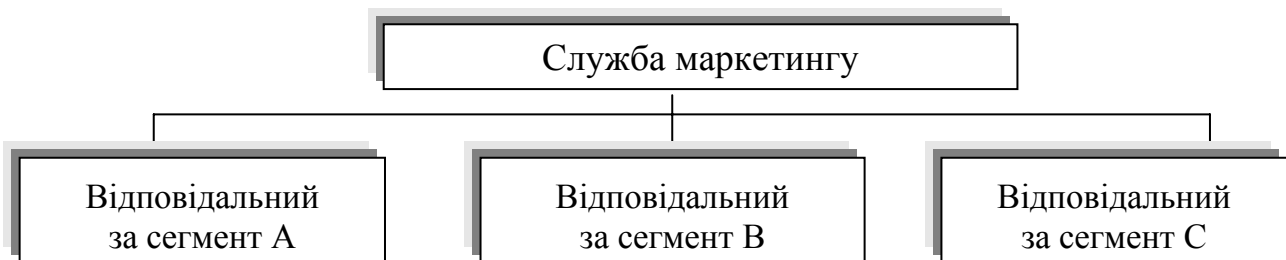 Служба маркетингу
Відповідальний
за сегмент А
Відповідальний
за сегмент В
Відповідальний
за сегмент С